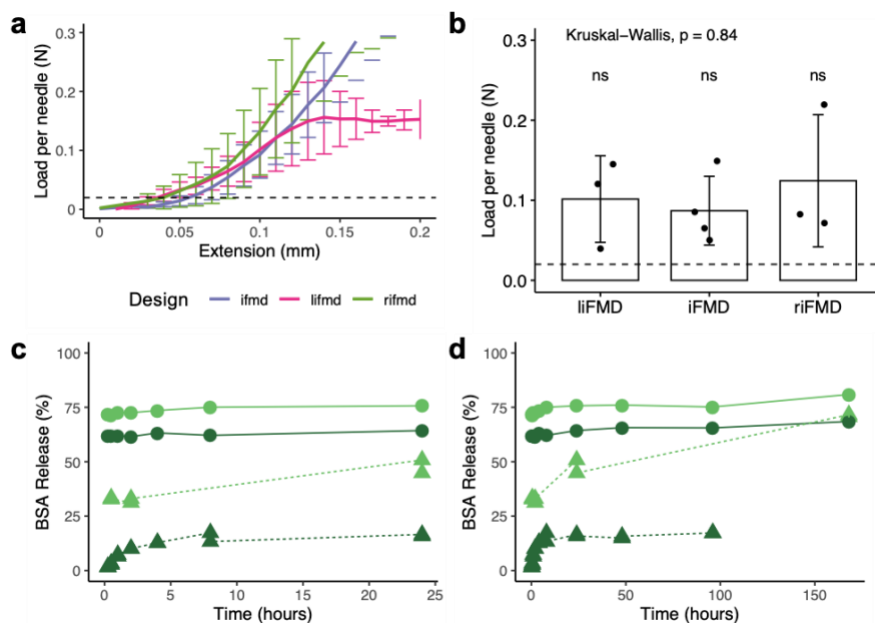 a
0.3
0.2
0.1
0
Load per needle (N)
0
0.05
0.1
0.15
0.2
Extension (mm)
Design ifmd lifmd rifmd
b
Kruskal−Wallis, p = 0.84
ns ns ns
0.3
0.2
0.1
0.0
Load per needle (N)
liFMD iFMD riFMD
c
100
75
50
25
0
BSA Release (%)
0 5 10 15 20 25
Time (hours)
d
100
75
50
25
0
BSA Release (%)
0 50 100 150
Time (hours)